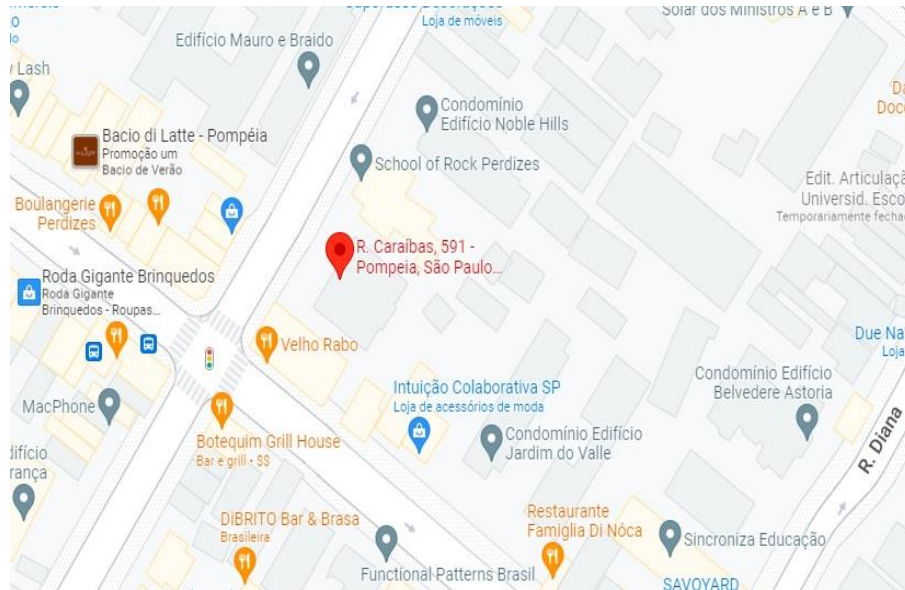 Loja de móveis
Solar dos Ministros A e B
lo
Edifício Mauro e Braido
y Lash
Condomínio
Edifício Noble Hills
Bacio di Latte - Pompéia
Promoção um
Bacio de Verão
School of Rock Perdizes
Edit. Articulaçã
Universid. Esco
Temporariamente fecha
Boulangerie
Perdizes
R. Caraíbas, 591 -
Pompeia, São Paulo...
Roda Gigante Brinquedos
Roda Gigante
Brinquedos - Roupas...
Velho Rabo
Due Na
Loja
Condomínio Edifício
Belvedere Astoria
Intuição Colaborativa SP
Loja de acessórios de moda
MacPhone
R. Diana
Botequim Grill House
Bar e grill • $$
Condomínio Edifício
Jardim do Valle
difício
rança
DiBRITO Bar & Brasa
Brasileira
Restaurante
Famiglia Di Nóca
Sincroniza Educação
Functional Patterns Brasil
SAVOYARD